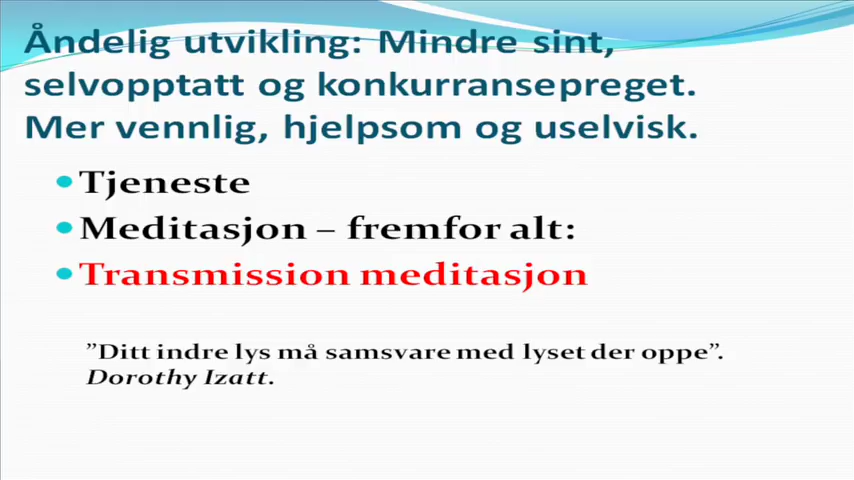 Åndelig utvikling: Mindre sint,
selvopptatt og konkurransepreget.
Mer vennlig, hjelpsom og uselvisk.
•Tjeneste
•Meditasjon – fremfor alt:
•Transmission meditasjon
”Ditt indre lys må samsvare med lyset der oppe”.
Dorothy Izatt.